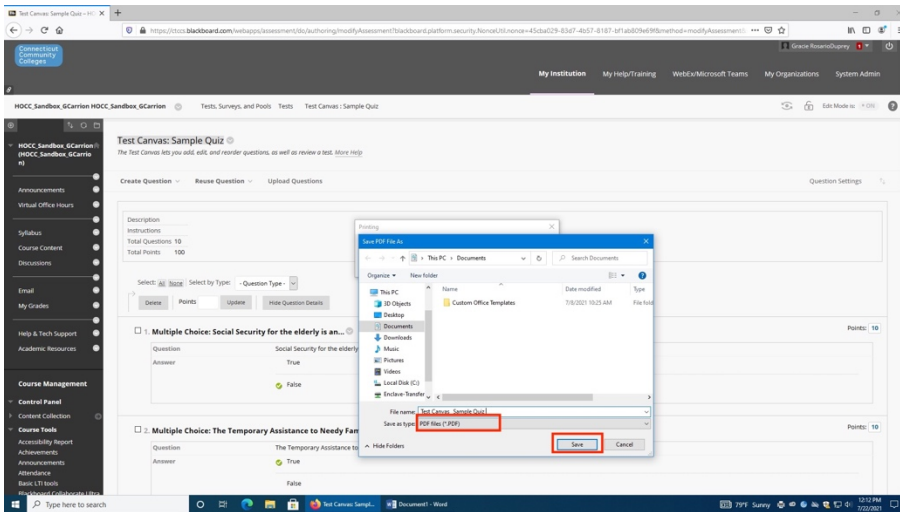 Test Canvas: Sample Quiz – HO
https://ctccs.blackboard.com/webapps/assessment/do/authoring/modifyAssessment?
Connecticut
Community
Colleges
Gracie RosarioDuprey
My Institution My Help/Training WebEx/Microsoft Teams My Organizations System Admin
HOCC_Sandbox_GCarrion HOCC_Sandbox_GCarrion Tests, Surveys, and Pools Tests Test Canvas : Sample Quiz Edit Mode is: ON
HOCC_Sandbox_GCarrion
(HOCC_Sandbox_GCarrio
n)
Announcements
Virtual Office Hours
Syllabus
Course Content
Discussions
Email
My Grades
Help & Tech Support
Academic Resources
Course Management
Control Panel
Content Collection
Course Tools
Accessibility Report
Achievements
Announcements
Attendance
Basic LTI tools
Blackboard Collaborate Ultra
Test Canvas: Sample Quiz
The Test Canvas lets you add, edit, and reorder questions, as well as review a test. More Help
Create Question Reuse Question Upload Questions Question Settings
Description
Instructions
Total Questions 10
Total Points 100
Select: All None Select by Type: - Question Type -
Delete Points Update Hide Question Details
1. Multiple Choice: Social Security for the elderly is an... Points: 10
Question Social Security for the elderly
Answer True
False
2. Multiple Choice: The Temporary Assistance to Needy Fam Points: 10
Question The Temporary Assistance to
Answer True
False
Printing
Save PDF File As
This PC > Documents Search Documents
Organize New folder
This PC
3D Objects
Desktop
Documents
Downloads
Music
Pictures
Videos
Local Disk (C:)
Enclave-Transfer
Name Date modified Type
Custom Office Templates 7/8/2021 10:25 AM File fold
File name: Test Canvas_ Sample Quiz
Save as type: PDF files (*.PDF)
Hide Folders Save Cancel
Type here to search Test Canvas: Sampl... Document1 - Word 79°F Sunny 12:12 PM
7/22/2021